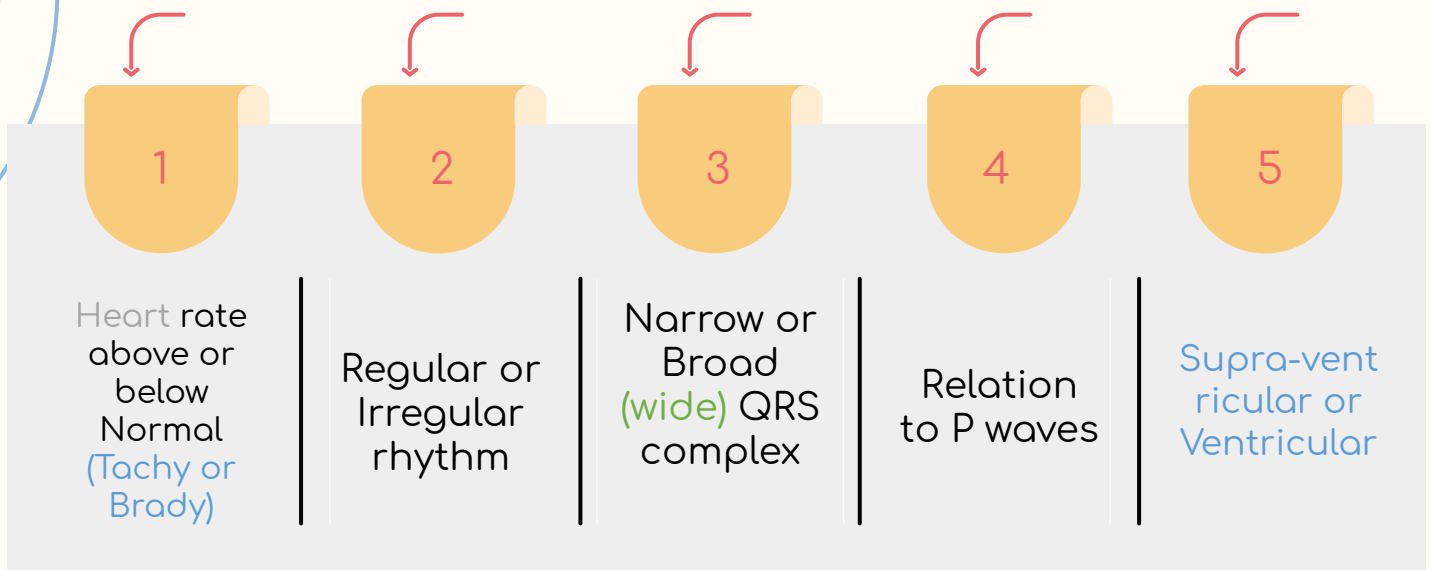 1
2
3
4
5
Heart rate
above or
below
Normal
(Tachy or
Brady)
Regular or
Irregular
rhythm
Narrow or
Broad
(wide) QRS
complex
Relation
to P waves
Supra-vent
ricular or
Ventricular